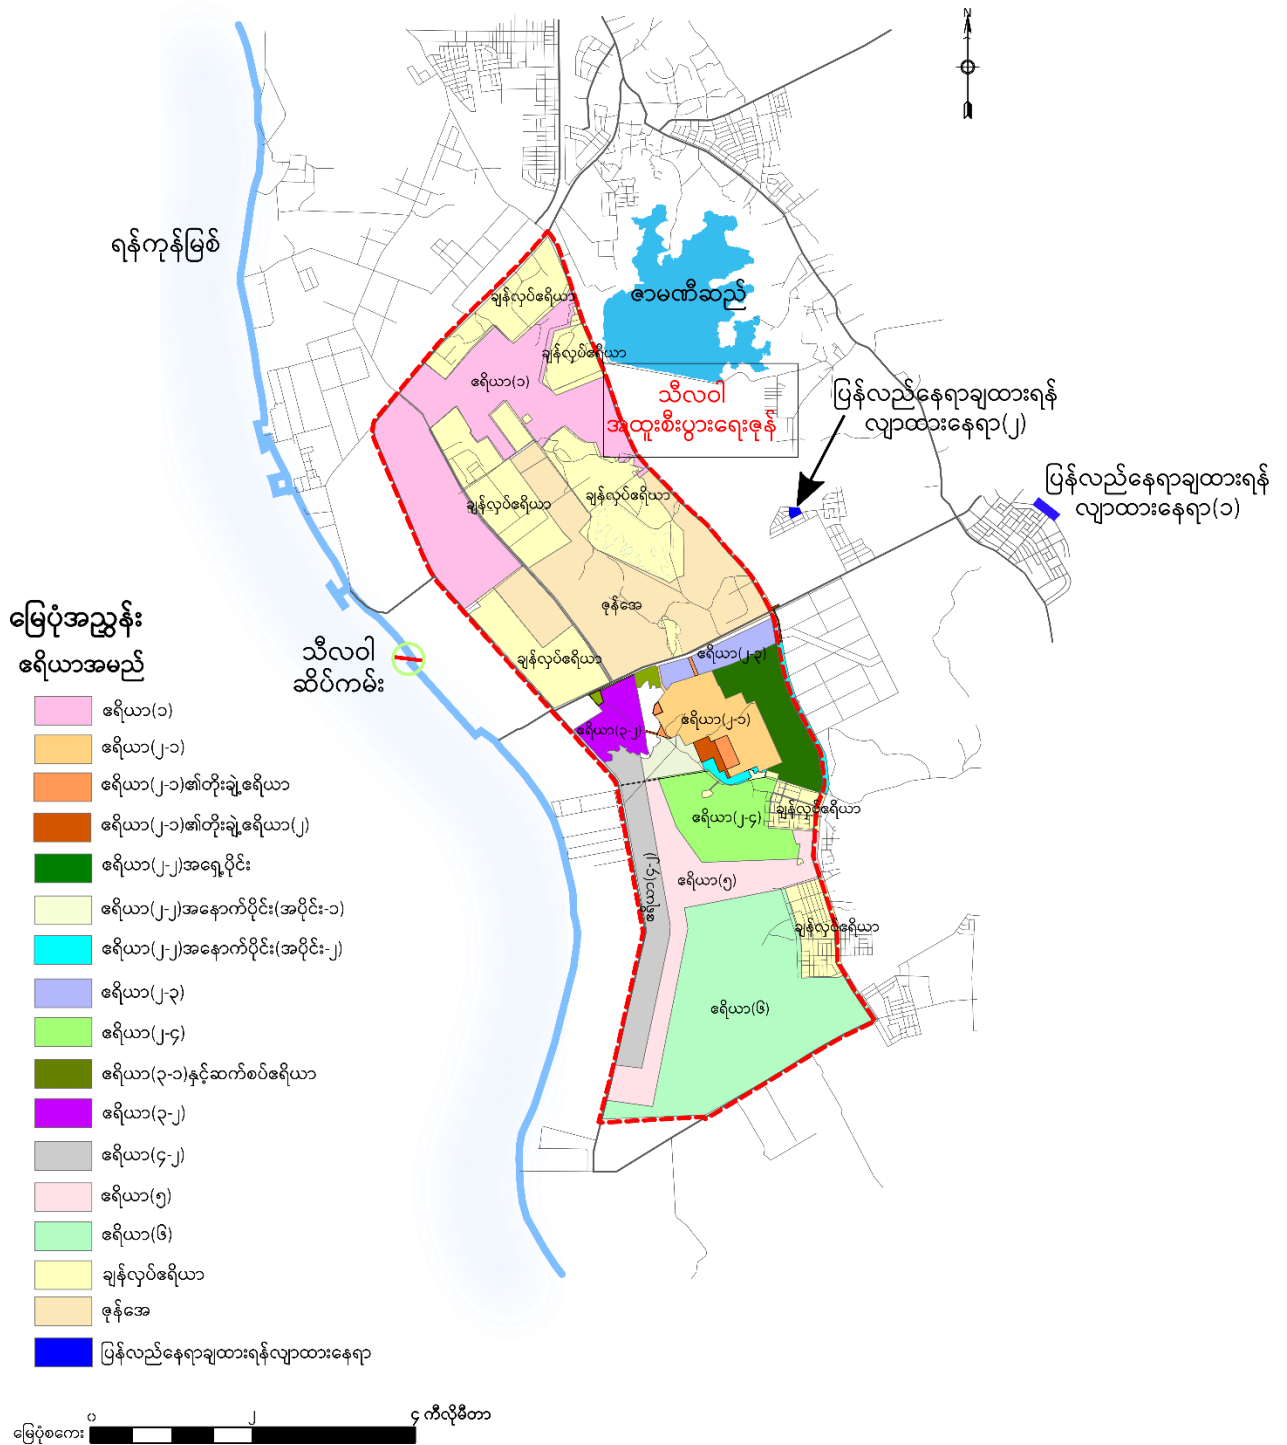 N
ရန်ကုန်မြစ်
ဇာမဏီဆည်
ချန်လှပ်ဧရိယာ
ချန်လှပ်ဧရိယာ
ဧရိယာ(၁)
သီလဝါ
အထူးစီးပွားရေးဇုန်
ပြန်လည်နေရာချထားရန်
လျာထားနေရာ(၂)
ပြန်လည်နေရာချထားရန်
လျာထားနေရာ(၁)
ချန်လှပ်ဧရိယာ
ချန်လှပ်ဧရိယာ
ဇုန်အေ
ချန်လှပ်ဧရိယာ
သီလဝါ
ဆိပ်ကမ်း
ဧရိယာ(၂-၃)
ဧရိယာ(၂-၁)
ဧရိယာ(၃-၂)
ဧရိယာ(၂-၄)
ချန်လှပ်ဧရိယာ
ဧရိယာ(၄-၂)
ဧရိယာ(၅)
ချန်လှပ်ဧရိယာ
ဧရိယာ(၆)
မြေပုံအညွှန်း
ဧရိယာအမည်
ဧရိယာ(၁)
ဧရိယာ(၂-၁)
ဧရိယာ(၂-၁)၏တိုးချဲ့ဧရိယာ
ဧရိယာ(၂-၁)၏တိုးချဲ့ဧရိယာ(၂)
ဧရိယာ(၂-၂)အရှေ့ပိုင်း
ဧရိယာ(၂-၂)အနောက်ပိုင်း(အပိုင်း-၁)
ဧရိယာ(၂-၂)အနောက်ပိုင်း(အပိုင်း-၂)
ဧရိယာ(၂-၃)
ဧရိယာ(၂-၄)
ဧရိယာ(၃-၁)နှင့်ဆက်စပ်ဧရိယာ
ဧရိယာ(၃-၂)
ဧရိယာ(၄-၂)
ဧရိယာ(၅)
ဧရိယာ(၆)
ချန်လှပ်ဧရိယာ
ဇုန်အေ
ပြန်လည်နေရာချထားရန်လျာထားနေရာ
၀ ၂ ၄ ကီလိုမီတာ
မြေပုံစကေး